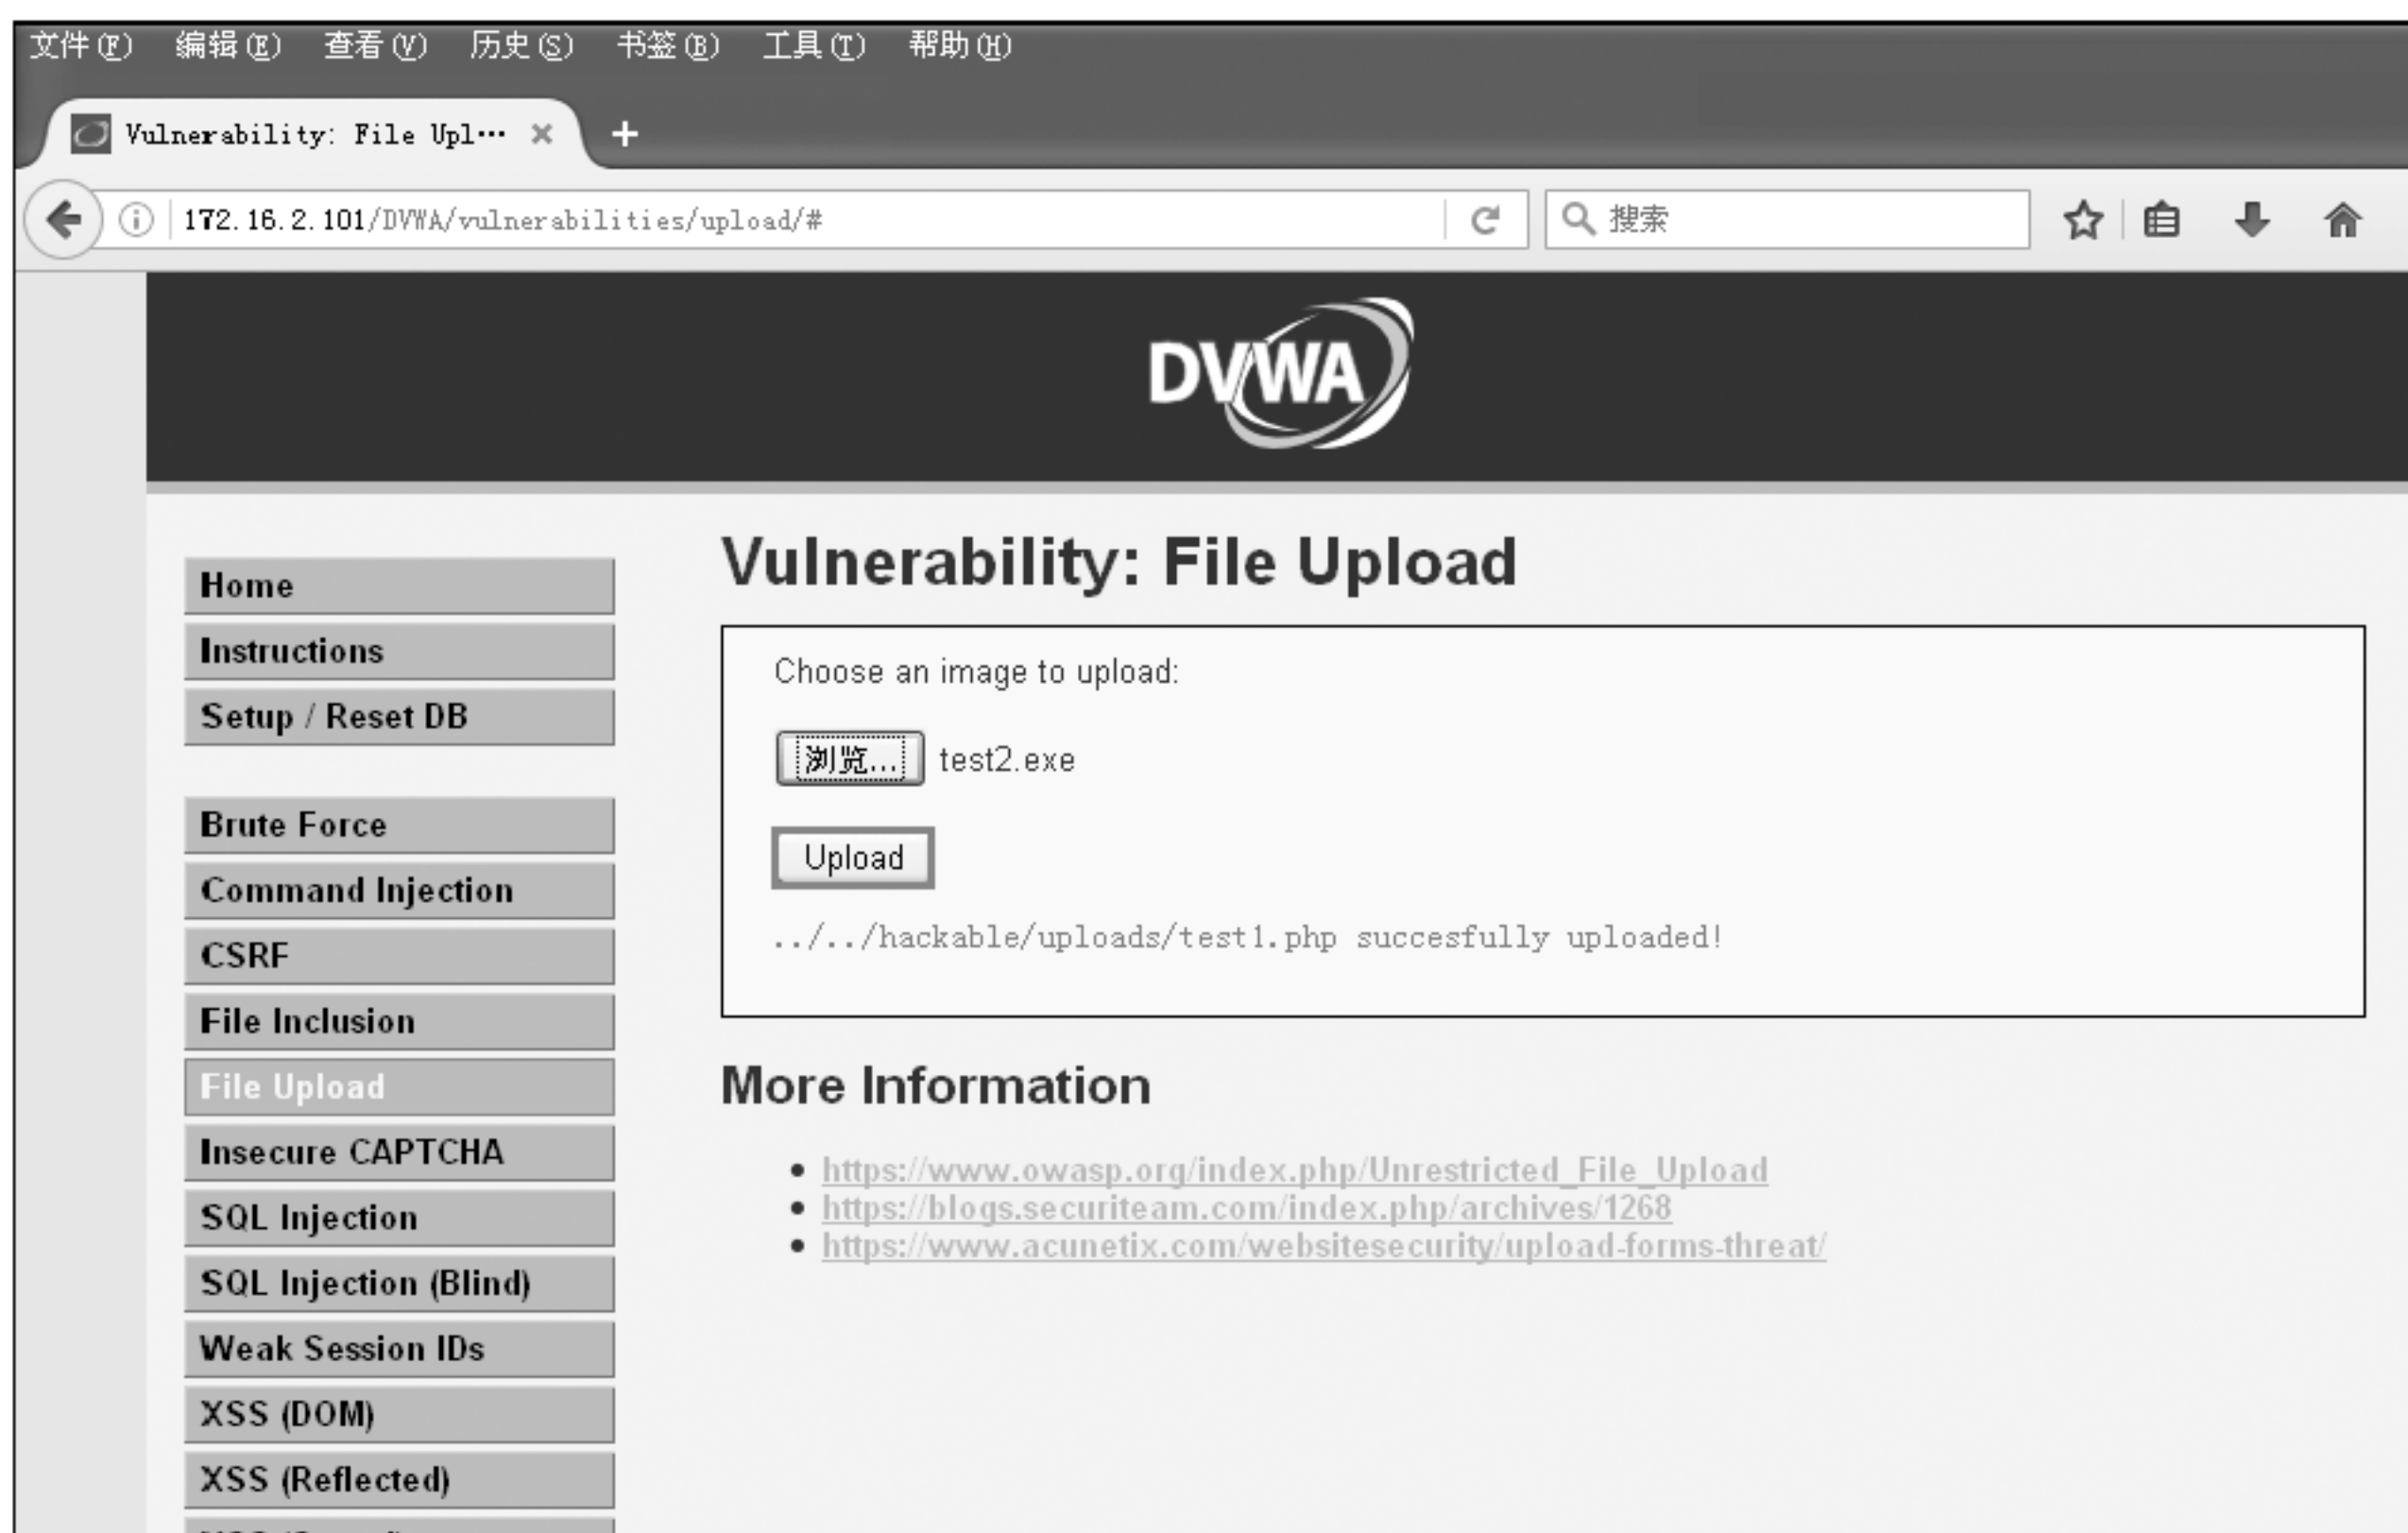 文件(F) 编辑(E) 查看(V) 历史(S) 书签(B) 工具(T) 帮助(H)
Vulnerability: File Upl…
172.16.2.101/DVWA/vulnerabilities/upload/#
搜索
DVWA
Home
Instructions
Setup / Reset DB
Brute Force
Command Injection
CSRF
File Inclusion
File Upload
Insecure CAPTCHA
SQL Injection
SQL Injection (Blind)
Weak Session IDs
XSS (DOM)
XSS (Reflected)
Vulnerability: File Upload
Choose an image to upload:
浏览... test2.exe
Upload
../../hackable/uploads/test1.php succesfully uploaded!
More Information
https://www.owasp.org/index.php/Unrestricted_File_Upload
https://blogs.securiteam.com/index.php/archives/1268
https://www.acunetix.com/websitesecurity/upload-forms-threat/